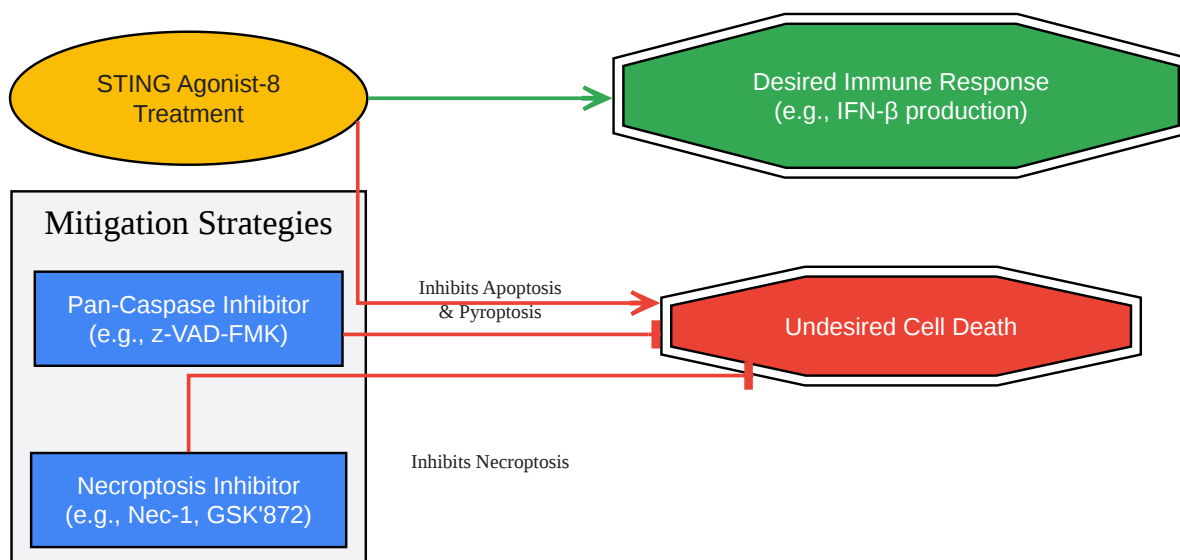 STING Agonist-8
Treatment
Desired Immune Response
(e.g., IFN-β production)
Mitigation Strategies
Pan-Caspase Inhibitor
(e.g., z-VAD-FMK)
Inhibits Apoptosis
& Pyroptosis
Undesired Cell Death
Necroptosis Inhibitor
(e.g., Nec-1, GSK'872)
Inhibits Necroptosis